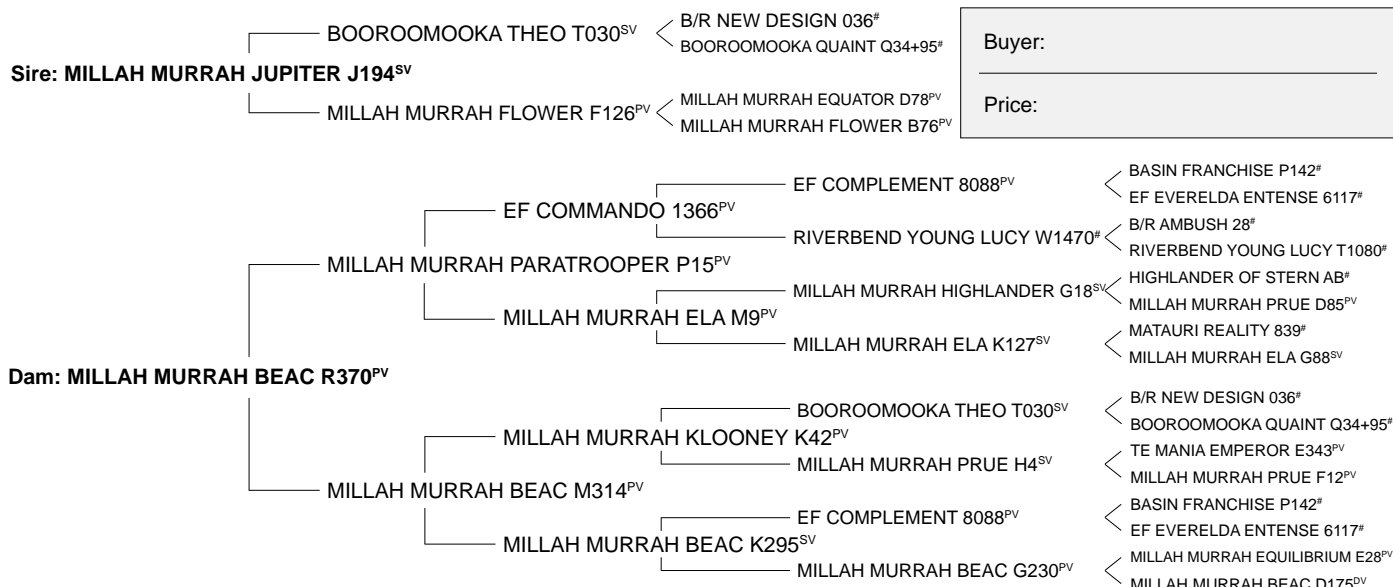 BOOROOMOOKA THEO T030SV
B/R NEW DESIGN 036#
BOOROOMOOKA QUAINT Q34+95#
Sire: MILLAH MURRAH JUPITER J194SV
MILLAH MURRAH FLOWER F126PV
MILLAH MURRAH EQUATOR D78PV
MILLAH MURRAH FLOWER B76PV
Buyer:
Price:
EF COMPLEMENT 8088PV
BASIN FRANCHISE P142#
EF EVERELDA ENTENSE 6117#
EF COMMANDO 1366PV
RIVERBEND YOUNG LUCY W1470#
B/R AMBUSH 28#
RIVERBEND YOUNG LUCY T1080#
MILLAH MURRAH PARATROOPER P15PV
MILLAH MURRAH HIGHLANDER G18SV
HIGHLANDER OF STERN AB#
MILLAH MURRAH PRUE D85PV
MILLAH MURRAH ELA M9PV
MILLAH MURRAH ELA K127SV
MATAURI REALITY 839#
MILLAH MURRAH ELA G88SV
Dam: MILLAH MURRAH BEAC R370PV
BOOROOMOOKA THEO T030SV
B/R NEW DESIGN 036#
BOOROOMOOKA QUAINT Q34+95#
MILLAH MURRAH KLOONEY K42PV
MILLAH MURRAH PRUE H4SV
TE MANIA EMPEROR E343PV
MILLAH MURRAH PRUE F12PV
MILLAH MURRAH BEAC M314PV
EF COMPLEMENT 8088PV
BASIN FRANCHISE P142#
EF EVERELDA ENTENSE 6117#
MILLAH MURRAH BEAC K295SV
MILLAH MURRAH BEAC G230PV
MILLAH MURRAH EQUILIBRIUM E28PV
MILLAH MURRAH BEAC D175DV